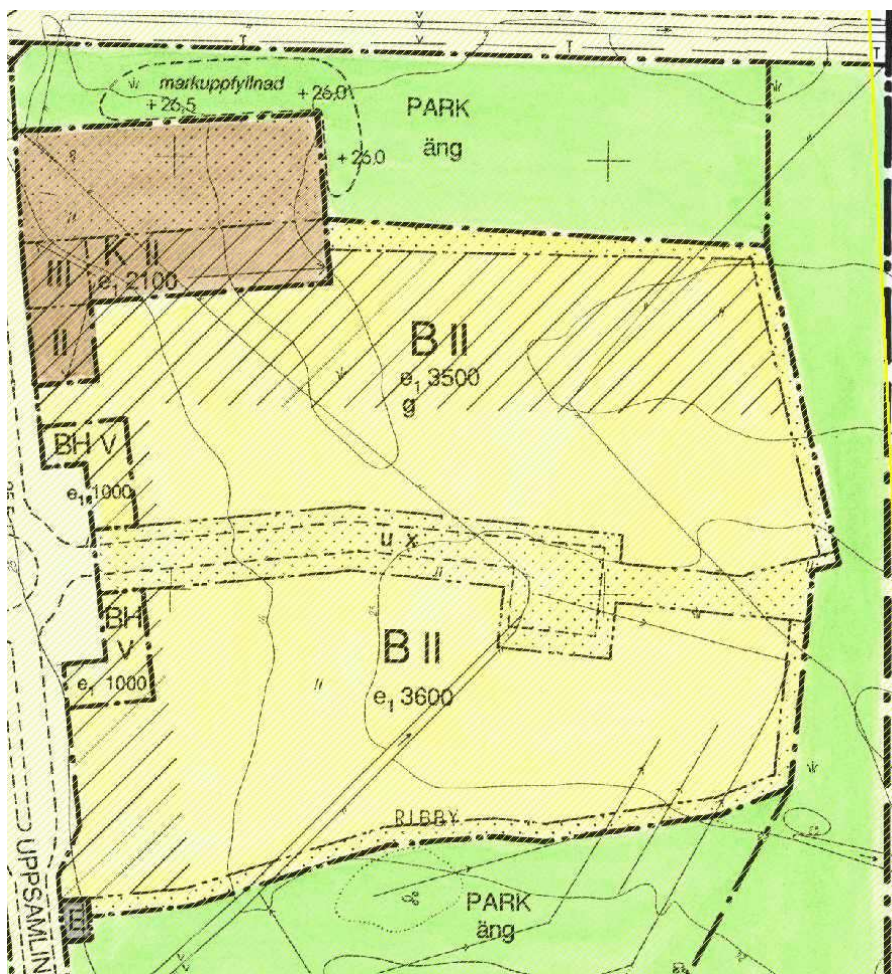 T
T
T
markuppfyllnad
+26,5
+26,0
PARK
äng
+26,0
K II
III
e1 2100
II
B II
e1 3500
g
BH V
e1 1000
u x
BH
V
B II
e1 1000
e1 3600
RIBBY
UPPSAMLIN
E
PARK
äng